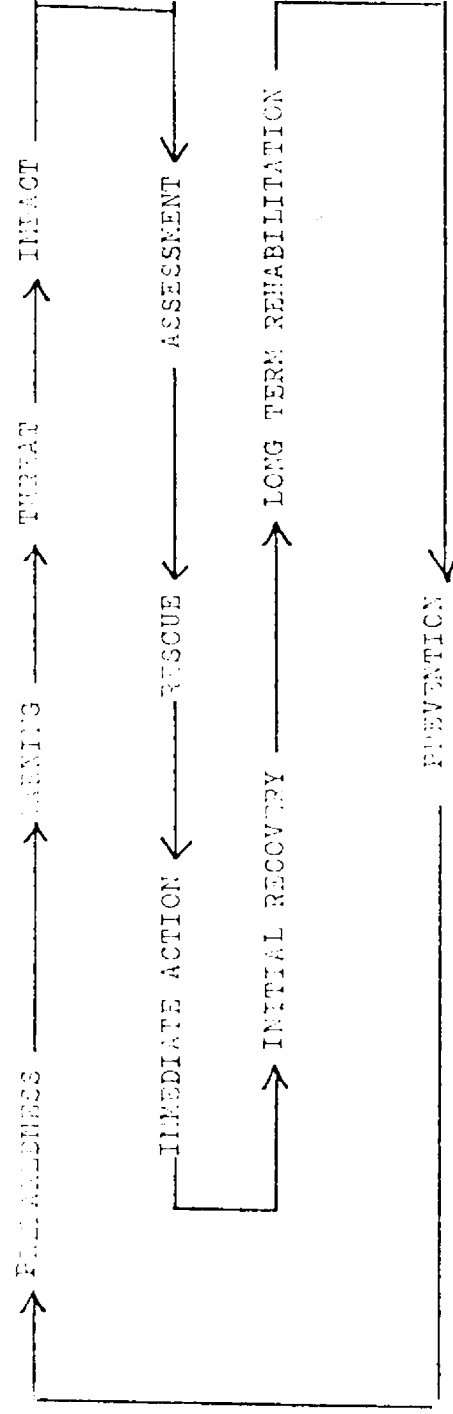 PREPAREDNESS WARNING THREAT IMPACT
IMMEDIATE ACTION RESCUE ASSESSMENT
INITIAL RECOVERY LONG TERM REHABILITATION
PREVENTION